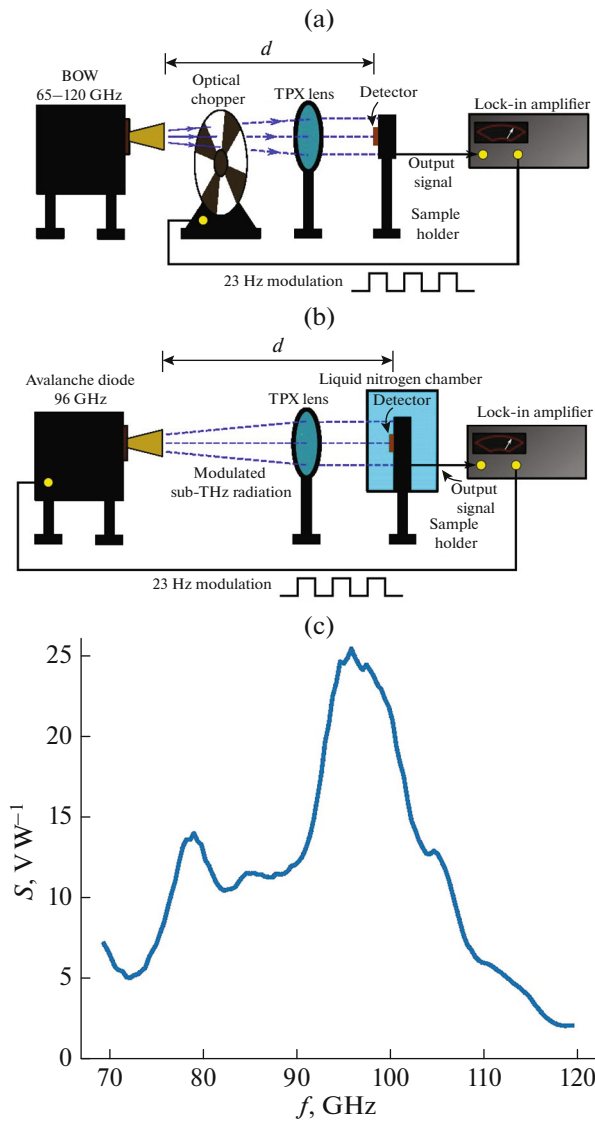 (a)
d
BOW
65–120 GHz
Optical
chopper
TPX lens
Detector
Lock-in amplifier
Output
signal
Sample
holder
23 Hz modulation
(b)
d
Avalanche diode
96 GHz
TPX lens
Liquid nitrogen chamber
Detector
Lock-in amplifier
Modulated
sub-THz radiation
Output
signal
Sample
holder
23 Hz modulation
(c)
25
20
15
10
5
0
S, V W–1
70 80 90 100 110 120
f, GHz